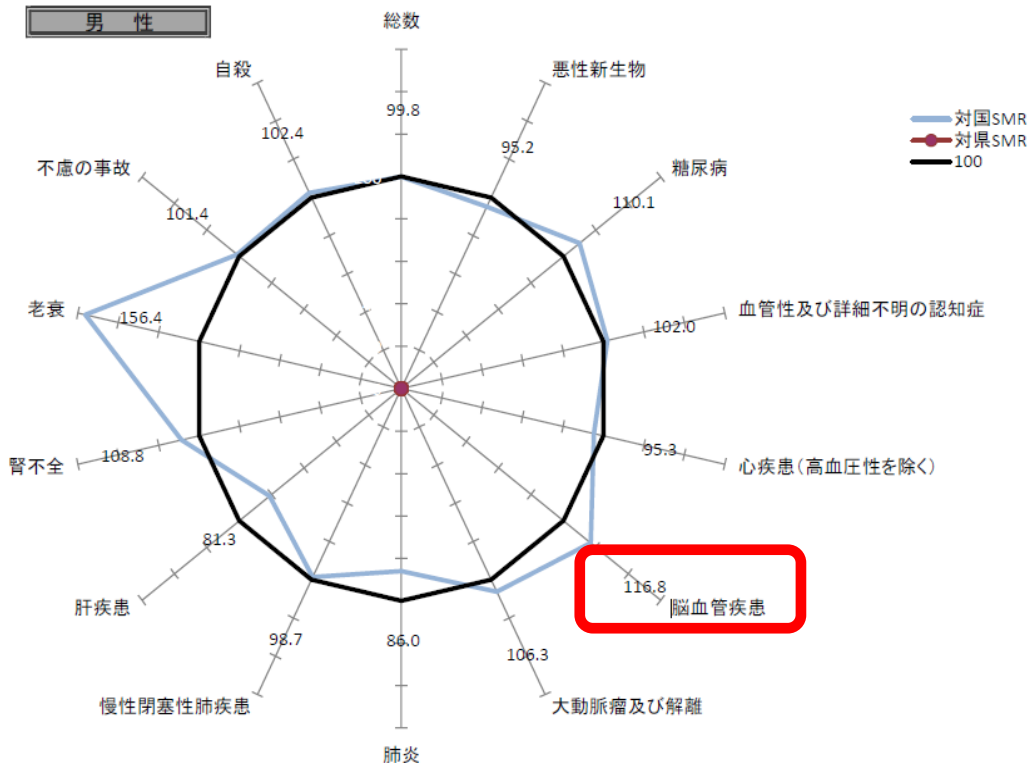 男 性
総数
99.8
悪性新生物
95.2
糖尿病
110.1
血管性及び詳細不明の認知症
102.0
心疾患（高血圧性を除く）
95.3
脳血管疾患
116.8
大動脈瘤及び解離
106.3
肺炎
86.0
慢性閉塞性肺疾患
98.7
肝疾患
81.3
腎不全
108.8
老衰
156.4
不慮の事故
101.4
自殺
102.4
対国SMR
対県SMR
100